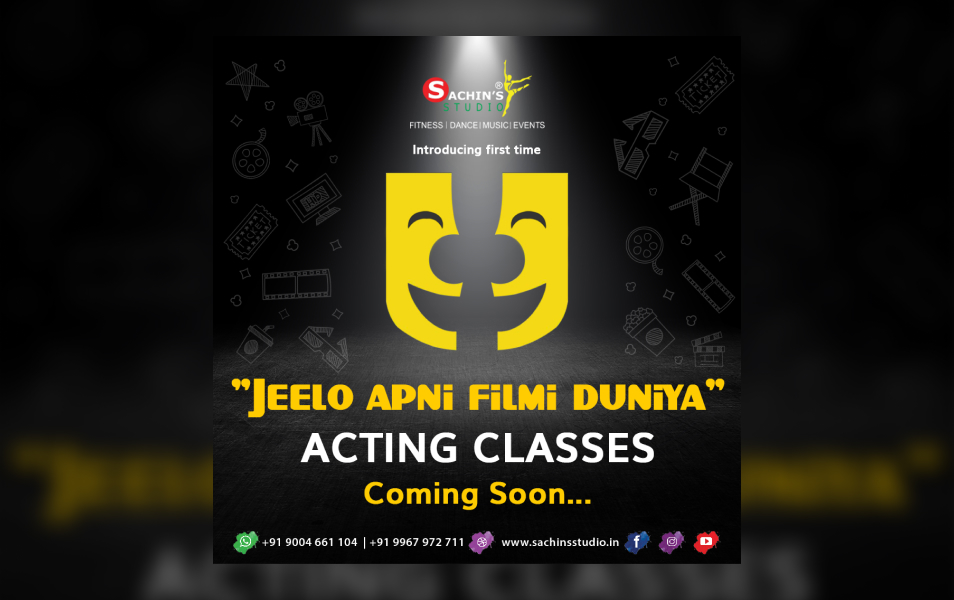 SACHIN'S®
STUDIO
FITNESS | DANCE | MUSIC | EVENTS
Introducing first time
"JEELO APNi FiLMi DUNiYA"
ACTING CLASSES
Coming Soon...
+91 9004 661 104 | +91 9967 972 711 www.sachinsstudio.in